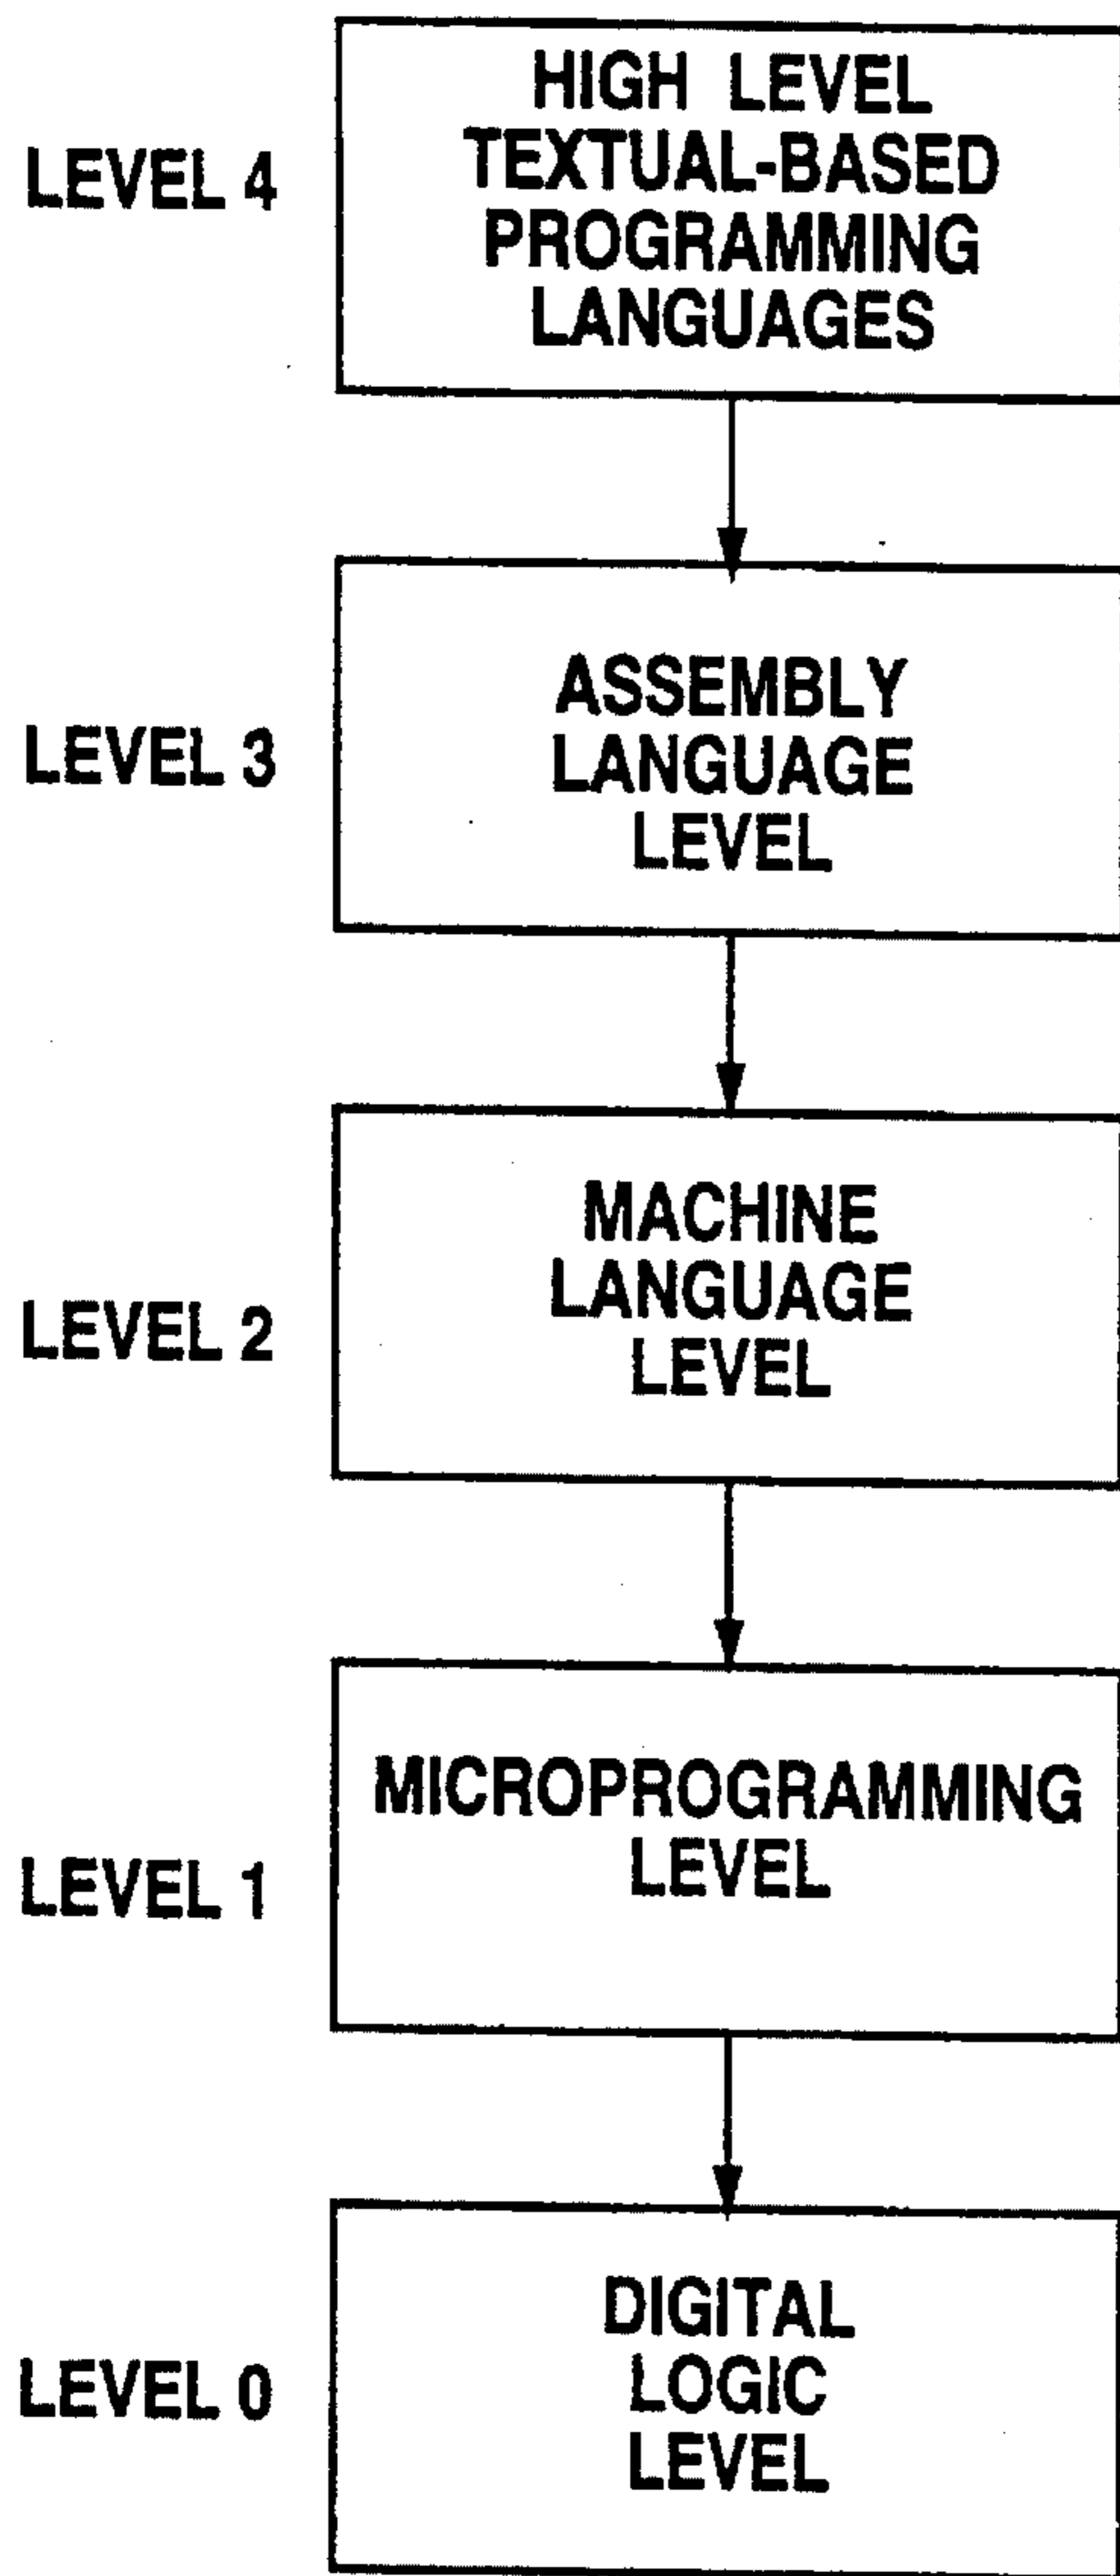 HIGH LEVEL
TEXTUAL-BASED
PROGRAMMING
LANGUAGES
LEVEL 4
ASSEMBLY
LANGUAGE
LEVEL
LEVEL 3
MACHINE
LANGUAGE
LEVEL
LEVEL 2
MICROPROGRAMMING
LEVEL
LEVEL 1
DIGITAL
LOGIC
LEVEL
LEVEL 0